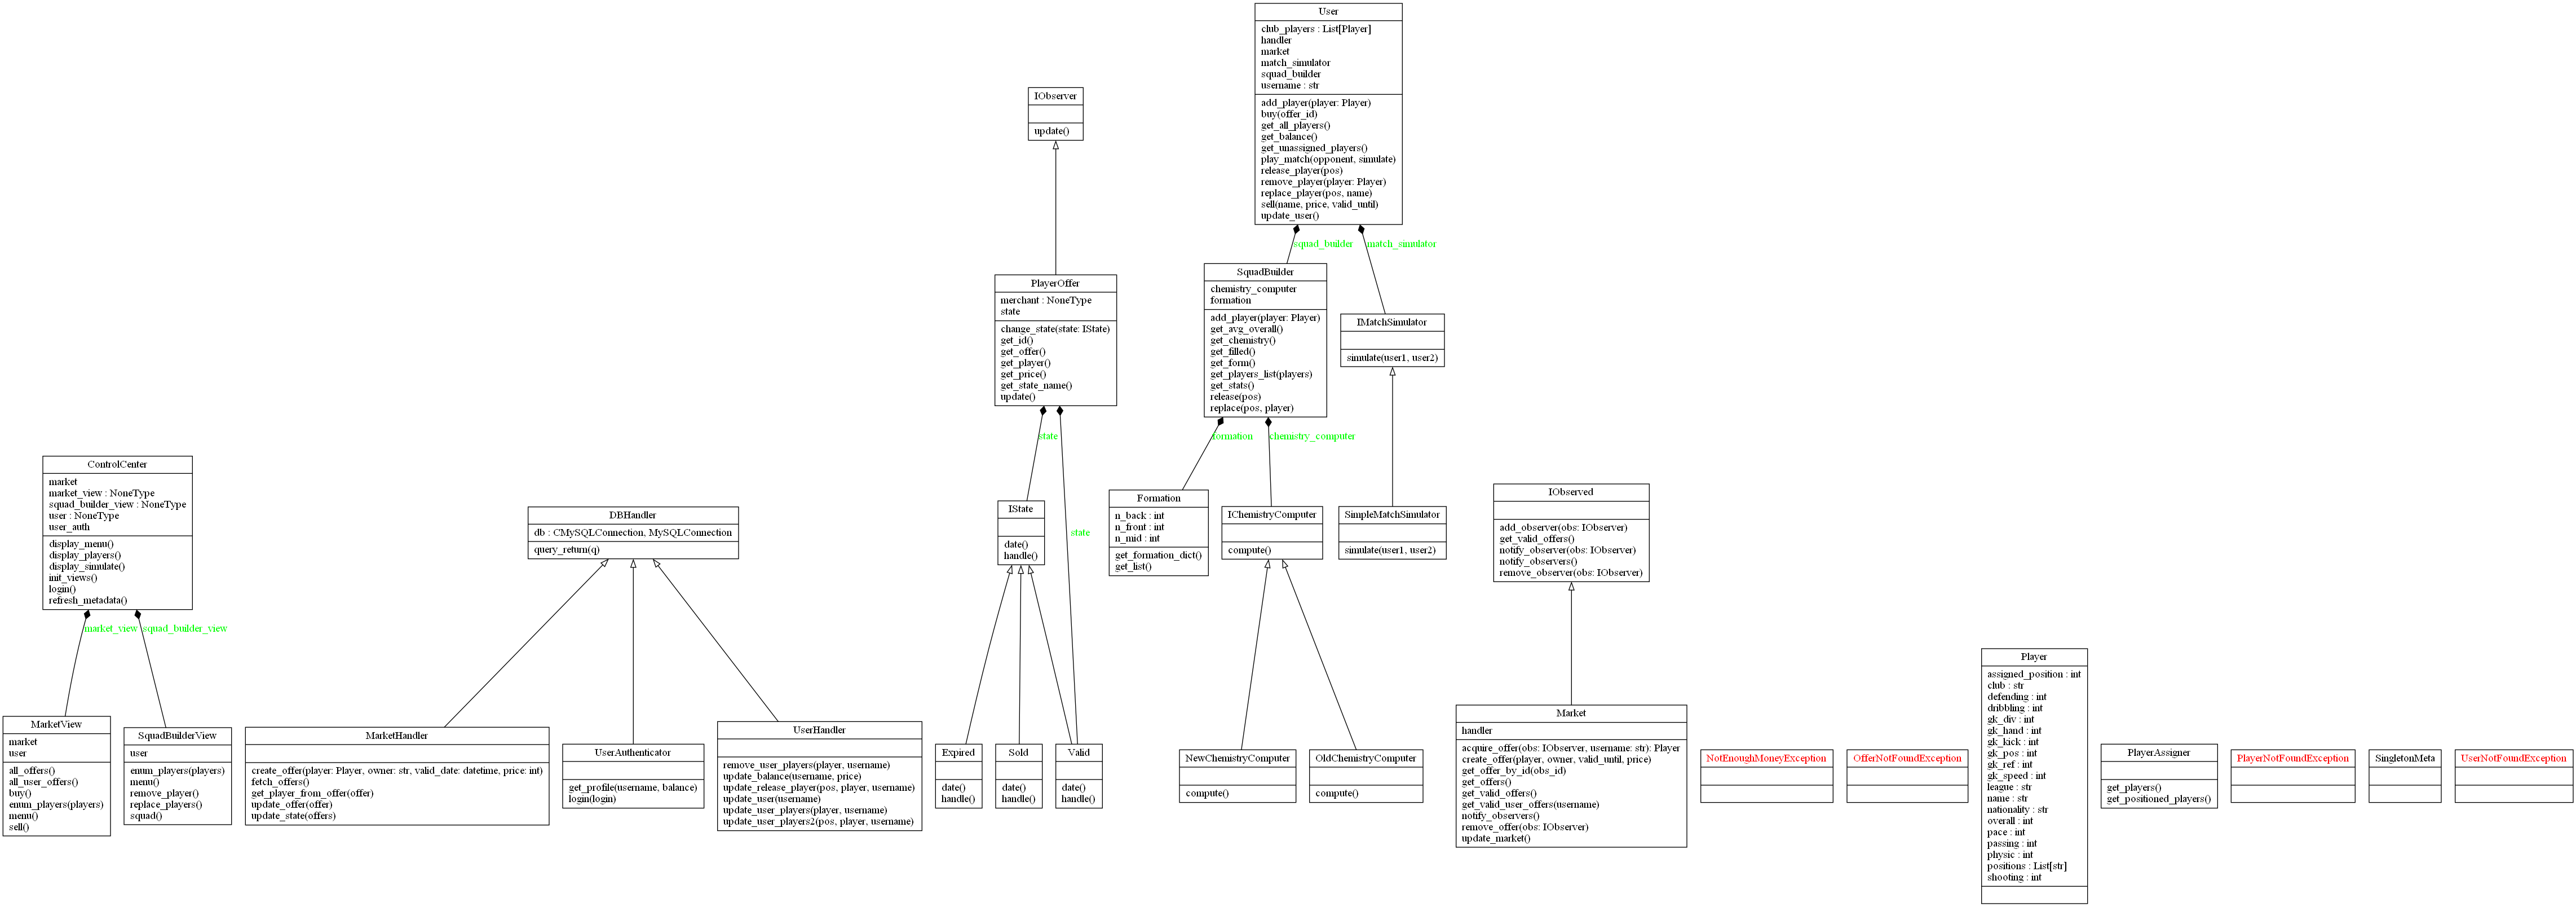 User
club_players : List[Player]
handler
market
match_simulator
squad_builder
username : str
add_player(player: Player)
buy(offer_id)
get_all_players()
get_balance()
get_unassigned_players()
play_match(opponent, simulate)
release_player(pos)
remove_player(player: Player)
replace_player(pos, name)
sell(name, price, valid_until)
update_user()
IObserver
update()
squad_builder
match_simulator
PlayerOffer
merchant : NoneType
state
change_state(state: IState)
get_id()
get_offer()
get_player()
get_price()
get_state_name()
update()
SquadBuilder
chemistry_computer
formation
add_player(player: Player)
get_avg_overall()
get_chemistry()
get_filled()
get_form()
get_players_list(players)
get_stats()
release(pos)
replace(pos, player)
IMatchSimulator
simulate(user1, user2)
state
state
formation
chemistry_computer
ControlCenter
market
market_view : NoneType
squad_builder_view : NoneType
user : NoneType
user_auth
display_menu()
display_players()
display_simulate()
init_views()
login()
refresh_metadata()
DBHandler
db : CMySQLConnection, MySQLConnection
query_return(q)
IState
date()
handle()
Formation
n_back : int
n_front : int
n_mid : int
get_formation_dict()
get_list()
IChemistryComputer
compute()
SimpleMatchSimulator
simulate(user1, user2)
IObserved
add_observer(obs: IObserver)
get_valid_offers()
notify_observer(obs: IObserver)
notify_observers()
remove_observer(obs: IObserver)
market_view
squad_builder_view
MarketView
market
user
all_offers()
all_user_offers()
buy()
enum_players(players)
menu()
sell()
SquadBuilderView
user
enum_players(players)
menu()
remove_player()
replace_players()
squad()
MarketHandler
create_offer(player: Player, owner: str, valid_date: datetime, price: int)
fetch_offers()
get_player_from_offer(offer)
update_offer(offer)
update_state(offers)
UserAuthenticator
get_profile(username, balance)
login(login)
UserHandler
remove_user_players(player, username)
update_balance(username, price)
update_release_player(pos, player, username)
update_user(username)
update_user_players(player, username)
update_user_players2(pos, player, username)
Expired
date()
handle()
Sold
date()
handle()
Valid
date()
handle()
NewChemistryComputer
compute()
OldChemistryComputer
compute()
Market
handler
acquire_offer(obs: IObserver, username: str): Player
create_offer(player, owner, valid_until, price)
get_offer_by_id(obs_id)
get_offers()
get_valid_offers()
get_valid_user_offers(username)
notify_observers()
remove_offer(obs: IObserver)
update_market()
NotEnoughMoneyException
OfferNotFoundException
Player
assigned_position : int
club : str
defending : int
dribbling : int
gk_div : int
gk_hand : int
gk_kick : int
gk_pos : int
gk_ref : int
gk_speed : int
league : str
name : str
nationality : str
overall : int
pace : int
passing : int
physic : int
positions : List[str]
shooting : int
PlayerAssigner
get_players()
get_positioned_players()
PlayerNotFoundException
SingletonMeta
UserNotFoundException